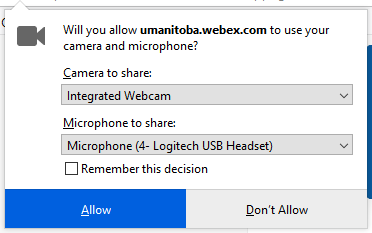 Will you allow umanitoba.webex.com to use your
camera and microphone?
Camera to share:
Integrated Webcam
Microphone to share:
Microphone (4- Logitech USB Headset)
Remember this decision
Allow
Don't Allow